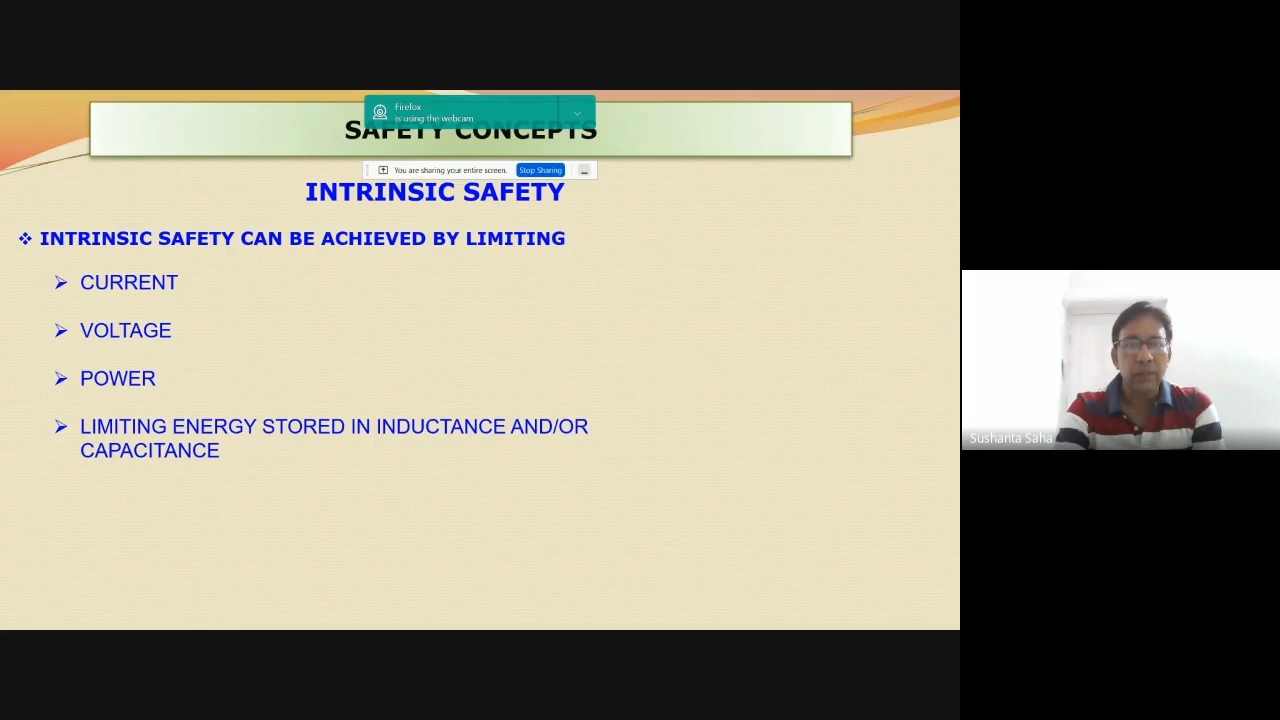 Firefox
is using the webcam
SAFETY CONCEPTS
You are sharing your entire screen. Stop Sharing
INTRINSIC SAFETY
INTRINSIC SAFETY CAN BE ACHIEVED BY LIMITING
CURRENT
VOLTAGE
POWER
LIMITING ENERGY STORED IN INDUCTANCE AND/OR
CAPACITANCE
Sushanta Saha